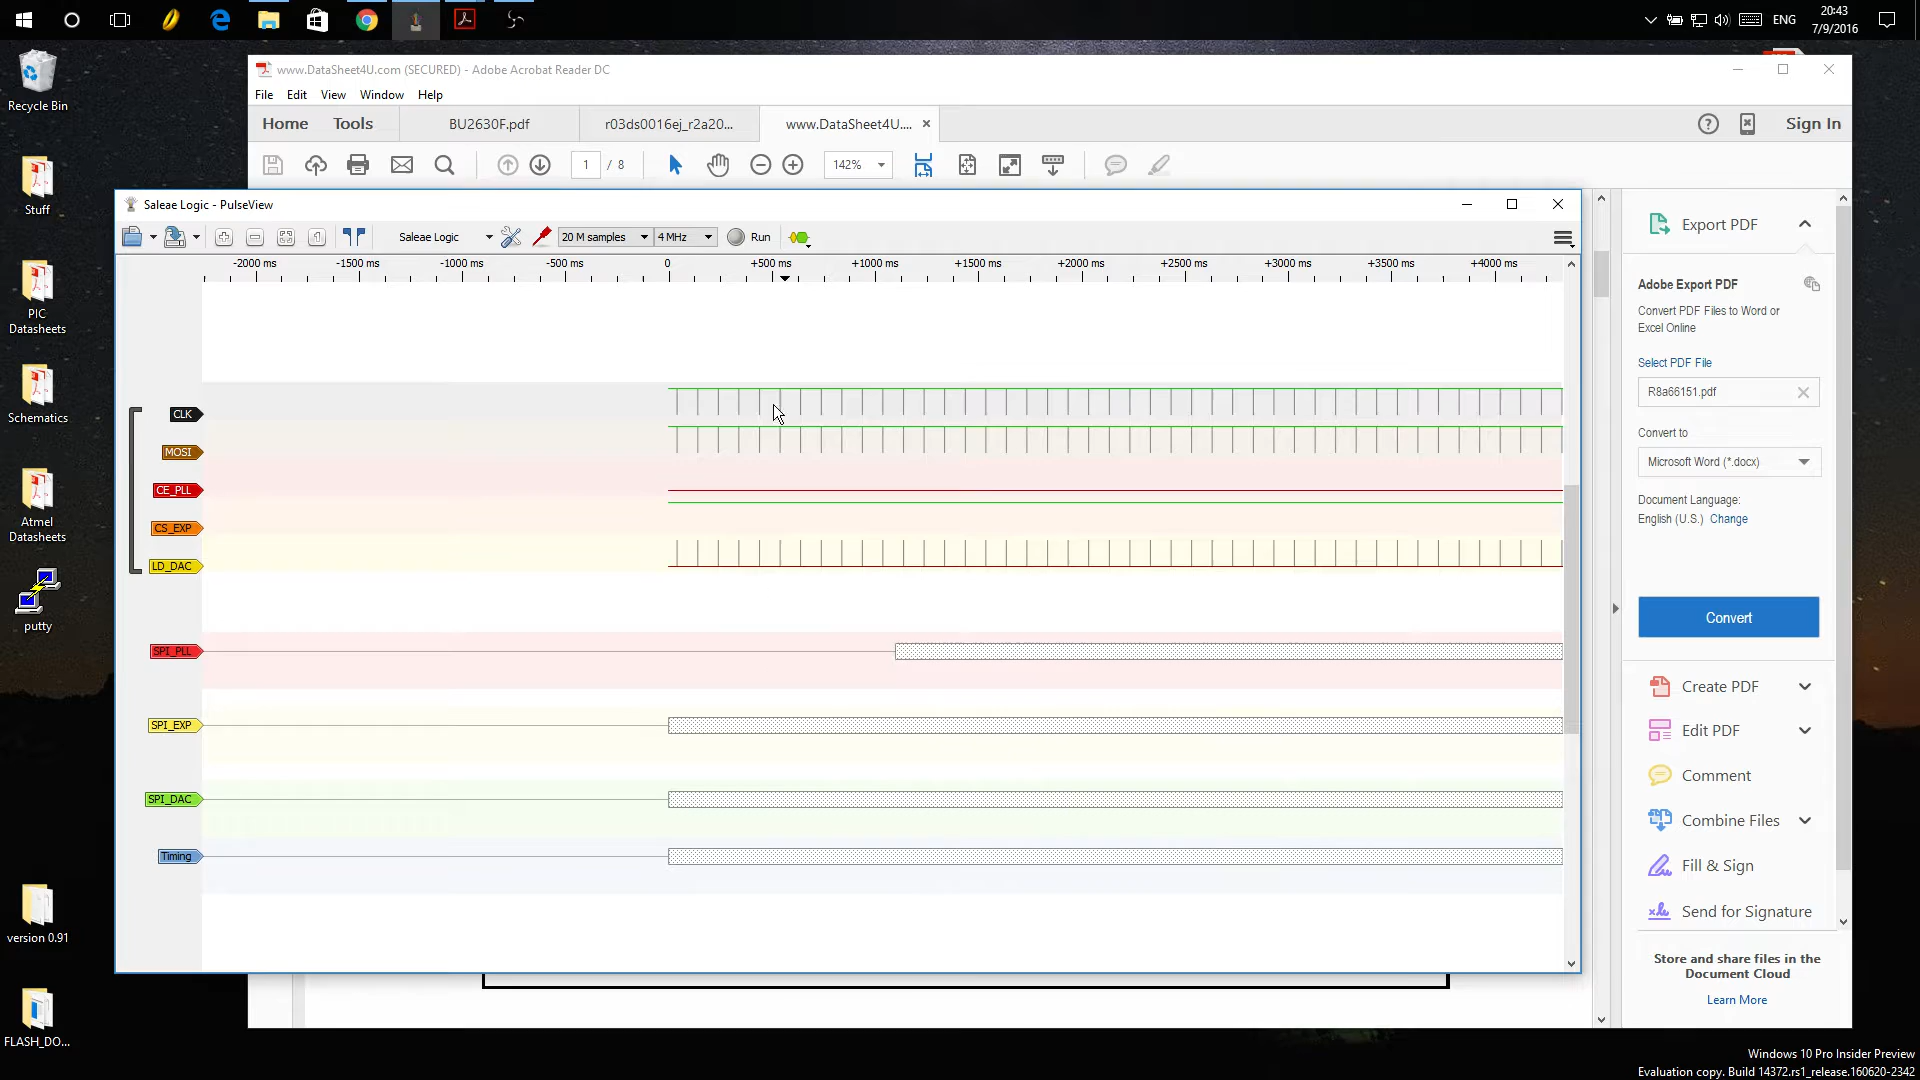 ENG
20:43
7/9/2016
Recycle Bin
Stuff
PIC
Datasheets
Schematics
Atmel
Datasheets
putty
version 0.91
FLASH_DO...
www.DataSheet4U.com (SECURED) - Adobe Acrobat Reader DC
File Edit View Window Help
Home Tools BU2630F.pdf r03ds0016ej_r2a20... www.DataSheet4U.... × Sign In
1 / 8 142%
Saleae Logic - PulseView
Saleae Logic 20 M samples 4 MHz Run
-2000 ms -1500 ms -1000 ms -500 ms 0 +500 ms +1000 ms +1500 ms +2000 ms +2500 ms +3000 ms +3500 ms +4000 ms
CLK
MOSI
CE_PLL
CS_EXP
LD_DAC
SPI_PLL
SPI_EXP
SPI_DAC
Timing
Export PDF
Adobe Export PDF
Convert PDF Files to Word or
Excel Online
Select PDF File
R8a66151.pdf
Convert to
Microsoft Word (*.docx)
Document Language:
English (U.S.) Change
Convert
Create PDF
Edit PDF
Comment
Combine Files
Fill & Sign
Send for Signature
Store and share files in the
Document Cloud
Learn More
Windows 10 Pro Insider Preview
Evaluation copy. Build 14372.rs1_release.160620-2342